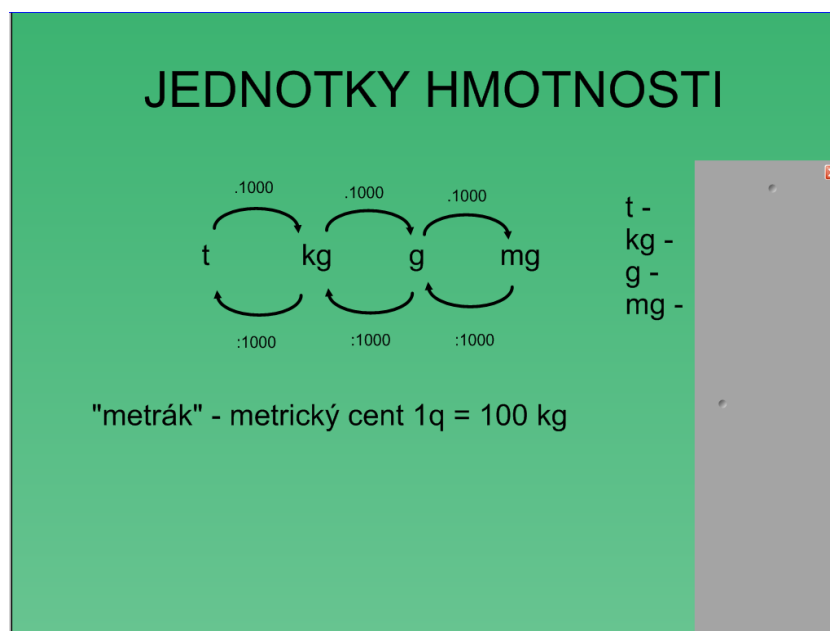 JEDNOTKY HMOTNOSTI
.1000 .1000 .1000
t kg g mg
:1000 :1000 :1000
t -
kg -
g -
mg -
"metrák" - metrický cent 1q = 100 kg